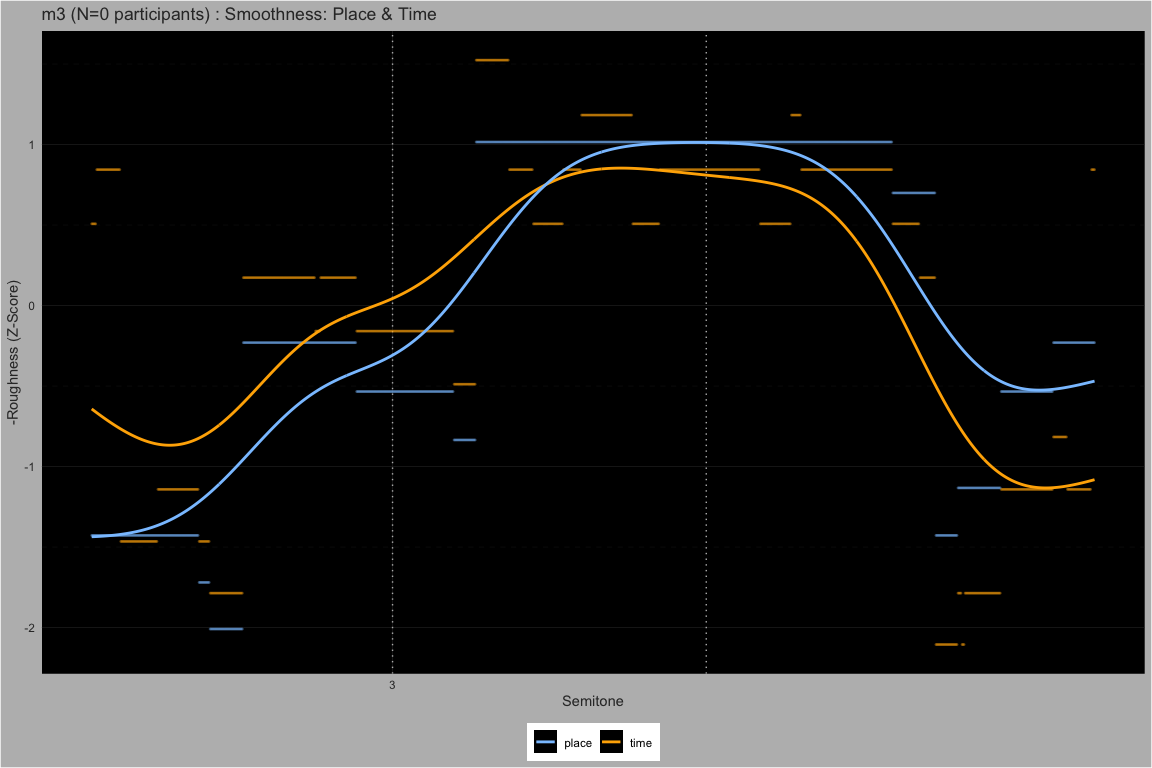 m3 (N=0 participants) : Smoothness: Place & Time
-Roughness (Z-Score)
1
0
-1
-2
3
Semitone
place time